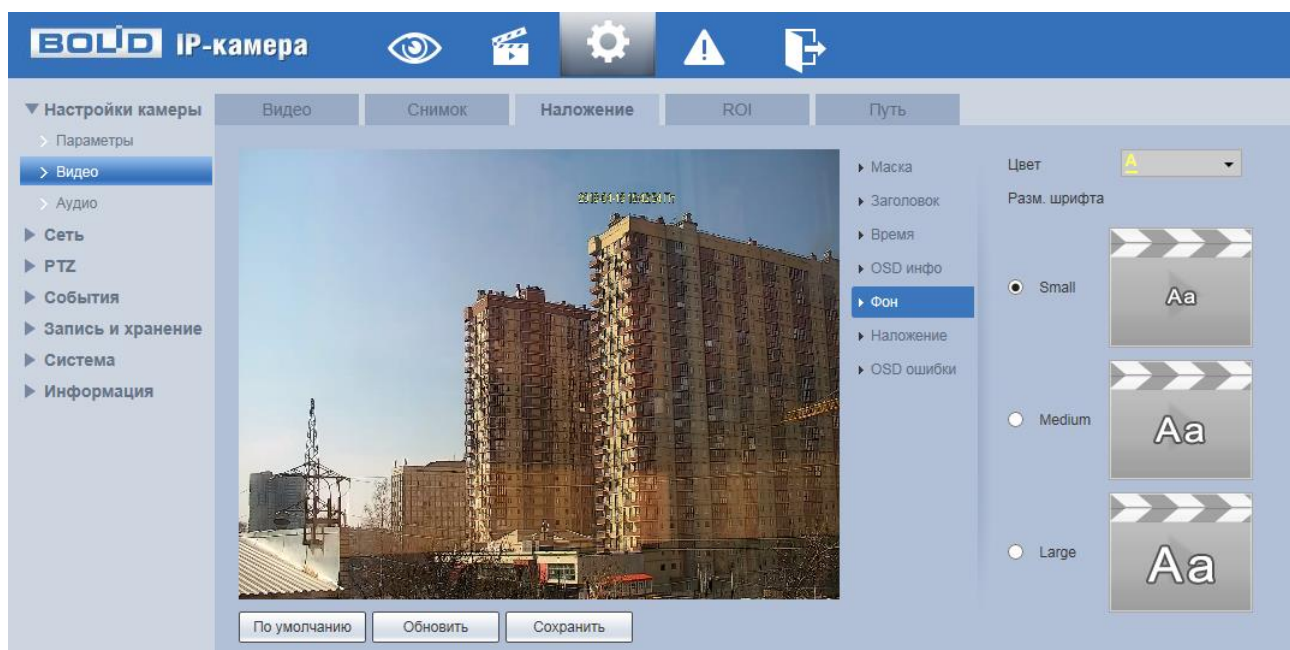 BOLID IP-камера
Настройки камеры
Параметры
Видео
Аудио
Сеть
PTZ
События
Запись и хранение
Система
Информация
Видео
Снимок
Наложение
ROI
Путь
Маска
Заголовок
Время
OSD инфо
Фон
Наложение
OSD ошибки
Цвет
A
Разм. шрифта
Small
Aa
Medium
Aa
Large
Aa
По умолчанию
Обновить
Сохранить